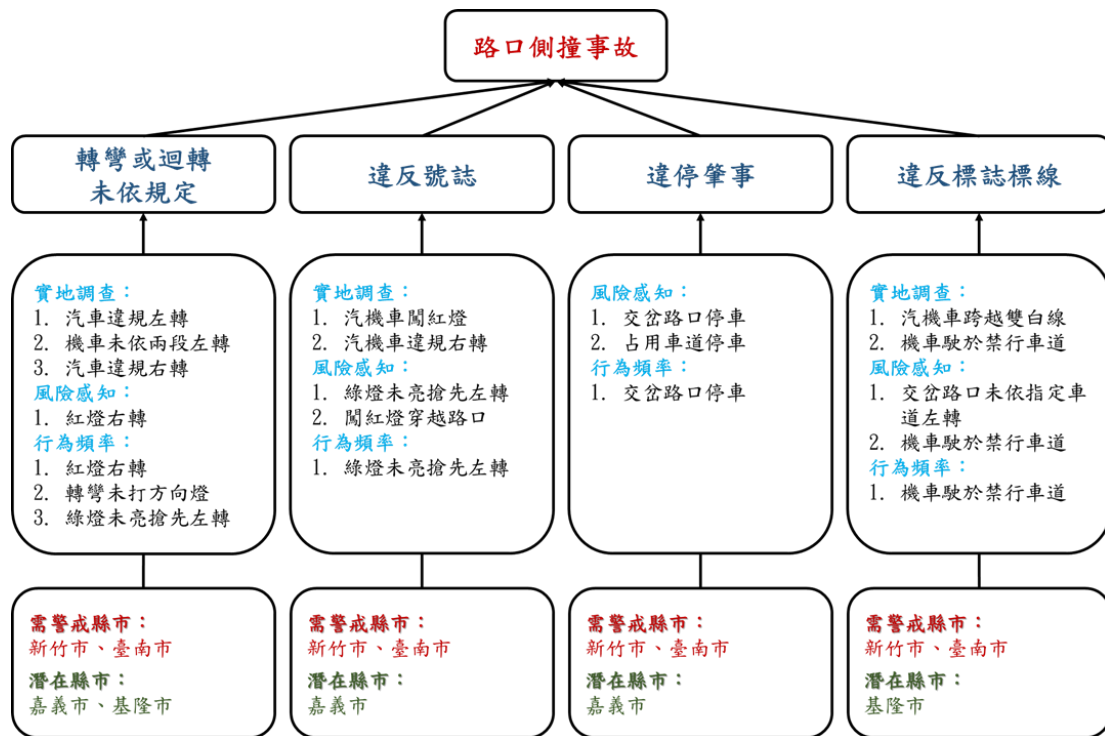 路口側撞事故
轉彎或迴轉
未依規定
違反號誌
違停肇事
違反標誌標線
實地調查：
1. 汽車違規左轉
2. 機車未依兩段左轉
3. 汽車違規右轉
風險感知：
1. 紅燈右轉
行為頻率：
1. 紅燈右轉
2. 轉彎未打方向燈
3. 綠燈未亮搶先左轉
實地調查：
1. 汽機車闖紅燈
2. 汽機車違規右轉
風險感知：
1. 綠燈未亮搶先左轉
2. 闖紅燈穿越路口
行為頻率：
1. 綠燈未亮搶先左轉
風險感知：
1. 交岔路口停車
2. 占用車道停車
行為頻率：
1. 交岔路口停車
實地調查：
1. 汽機車跨越雙白線
2. 機車駛於禁行車道
風險感知：
1. 交岔路口未依指定車
道左轉
2. 機車駛於禁行車道
行為頻率：
1. 機車駛於禁行車道
需警戒縣市：
新竹市、臺南市
潛在縣市：
嘉義市、基隆市
需警戒縣市：
新竹市、臺南市
潛在縣市：
嘉義市
需警戒縣市：
新竹市、臺南市
潛在縣市：
嘉義市
需警戒縣市：
新竹市、臺南市
潛在縣市：
基隆市